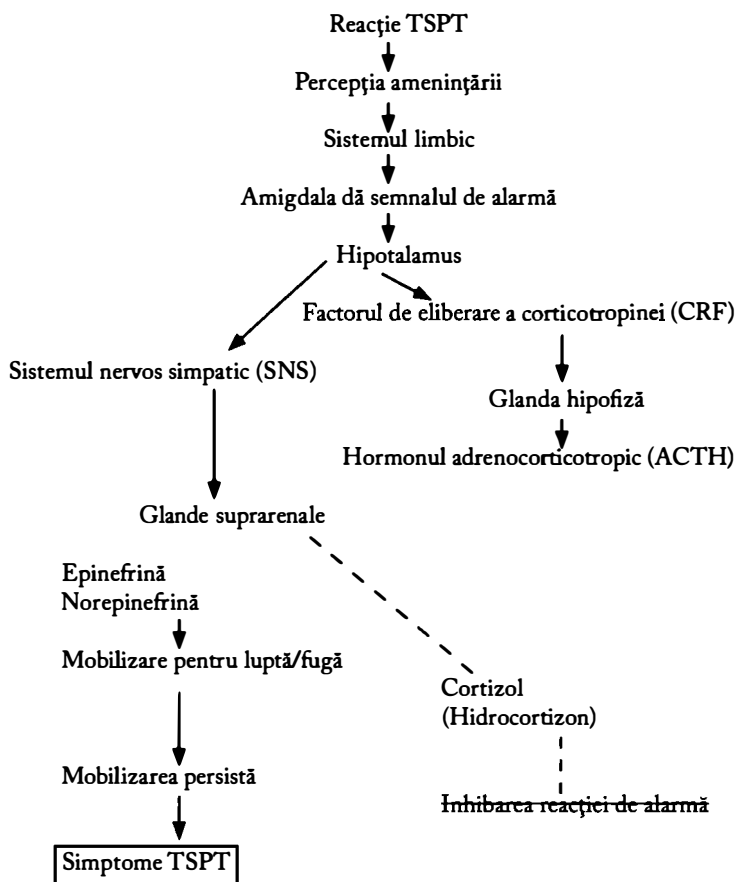 Reacţie TSPT
Percepţia ameninţării
Sistemul limbic
Amigdala dă semnalul de alarmă
Hipotalamus
Factorul de eliberare a corticotropinei (CRF)
Sistemul nervos simpatic (SNS)
Glanda hipofiză
Hormonul adrenocorticotropic (ACTH)
Glande suprarenale
Epinefrină
Norepinefrină
Mobilizare pentru luptă/fugă
Cortizol
(Hidrocortizon)
Mobilizarea persistă
Inhibarea reacţiei de alarmă
Simptome TSPT